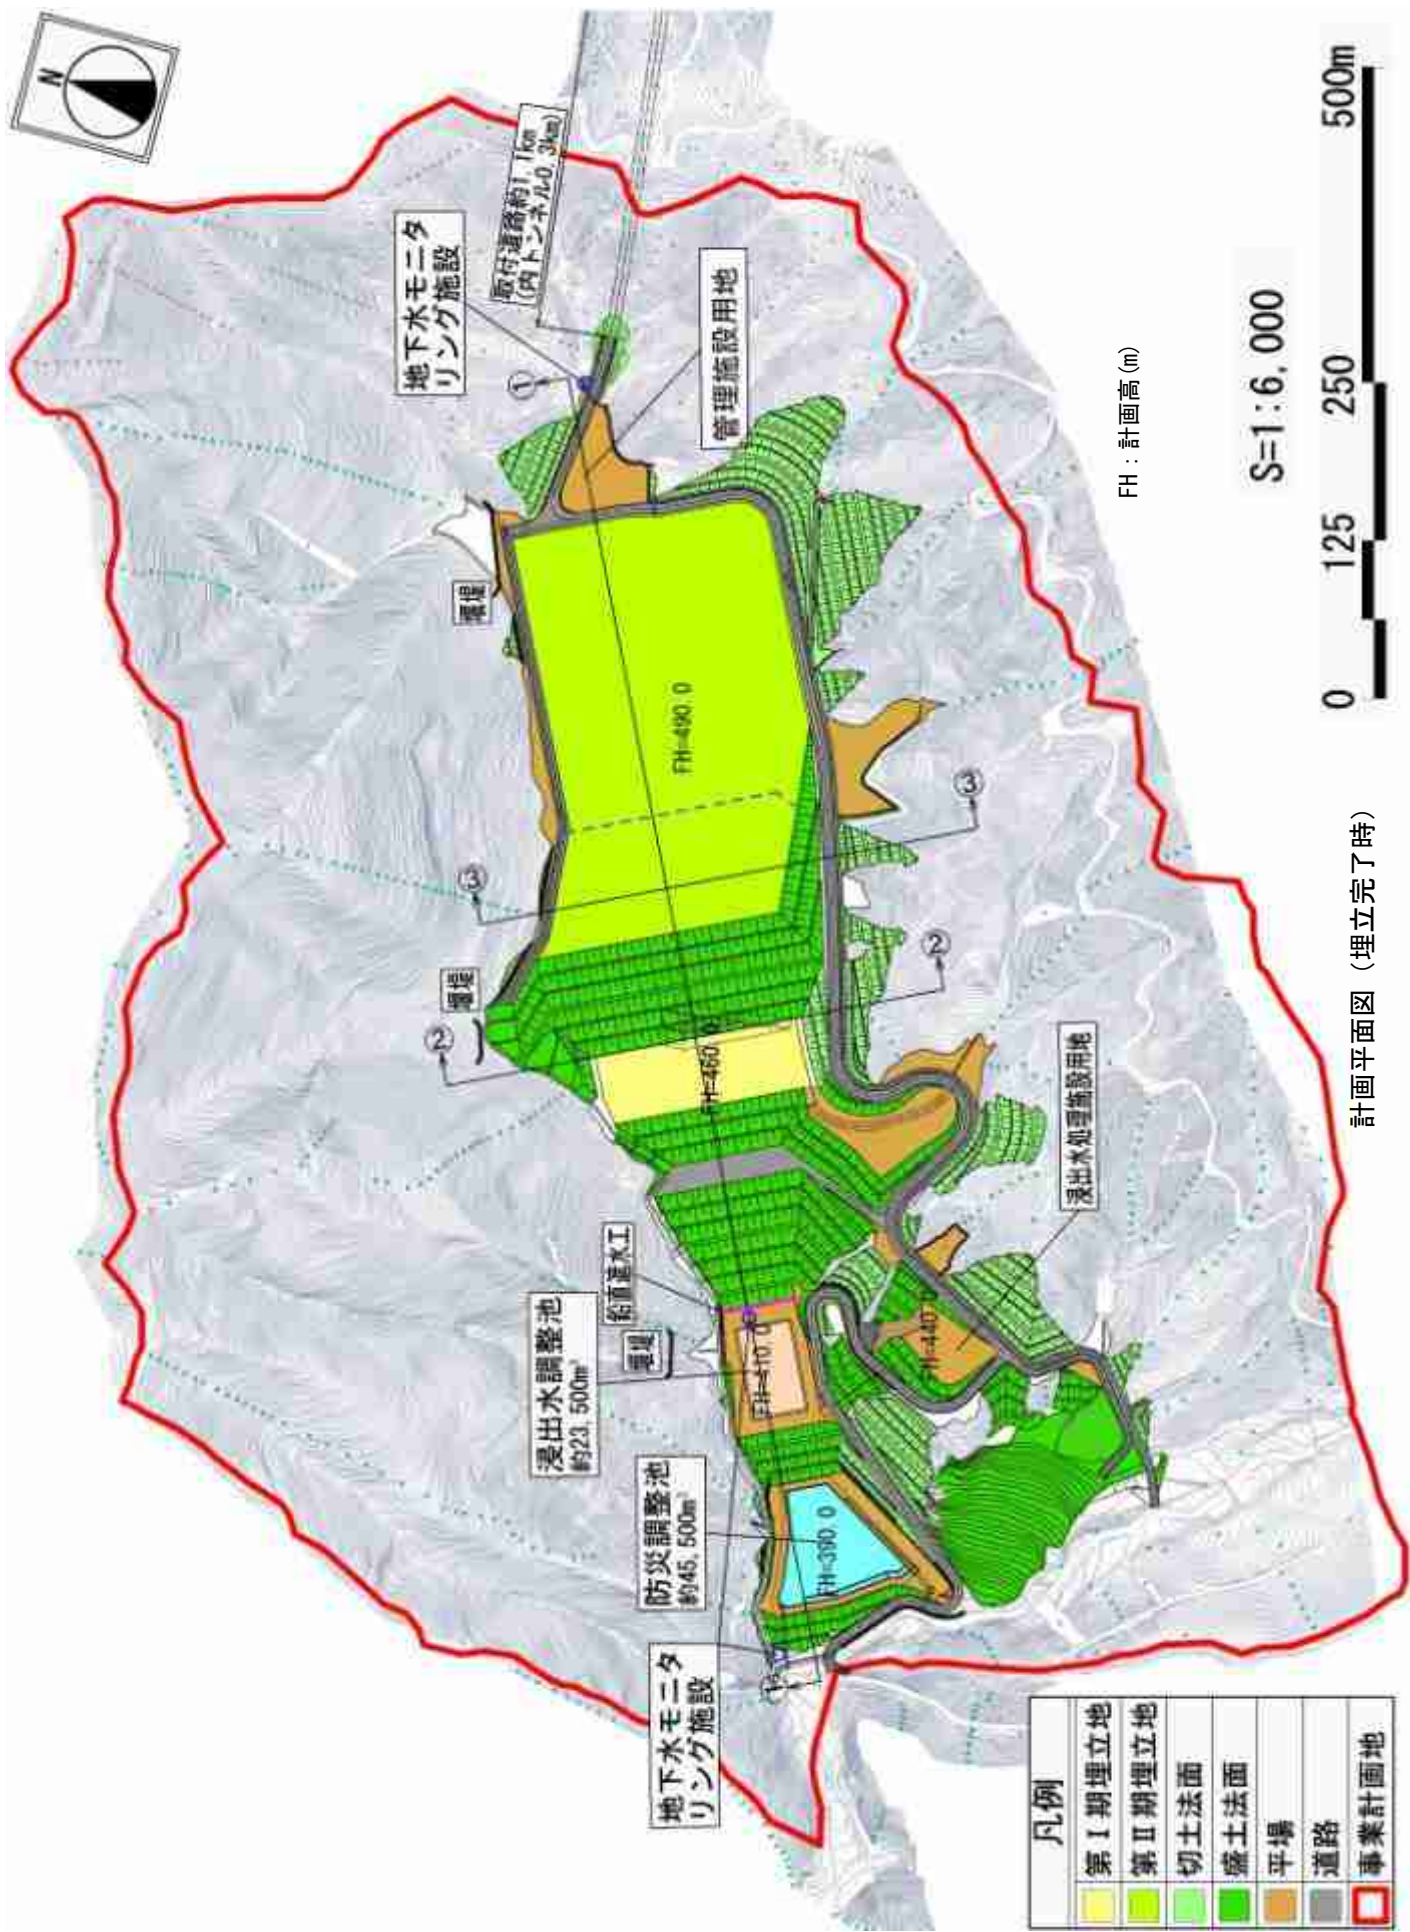 N
地下水モニタ
リング施設
取付道路約1.1km
(内トンネル0.3km)
①
管理施設用地
堰堤
FH=490.0
③
③
堰堤
②
②
FH=460.0
鉛直遮水工
堰堤
浸出水調整池
約23,500m³
FH=410.0
浸出水処理施設用地
FH=440.0
防災調整池
約45,500m³
FH=390.0
地下水モニタ
リング施設
①
FH：計画高(m)
S=1:6,000
0 125 250 500m
計画平面図（埋立完了時）
凡例
第Ⅰ期埋立地
第Ⅱ期埋立地
切土法面
盛土法面
平場
道路
事業計画地